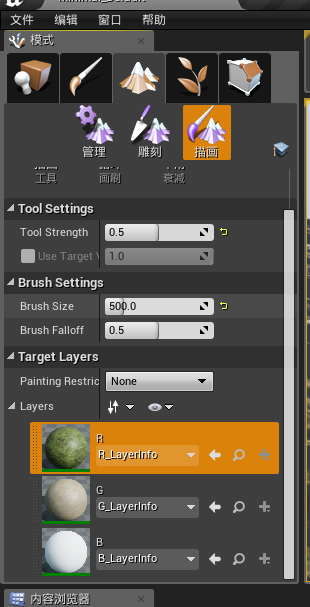 文件 编辑 窗口 帮助
模式
管理 雕刻 描画
工具 画刷 衰减
Tool Settings
Tool Strength 0.5
Use Target V 1.0
Brush Settings
Brush Size 500.0
Brush Falloff 0.5
Target Layers
Painting Restric None
Layers
R
R_LayerInfo
G
G_LayerInfo
B
B_LayerInfo
内容浏览器